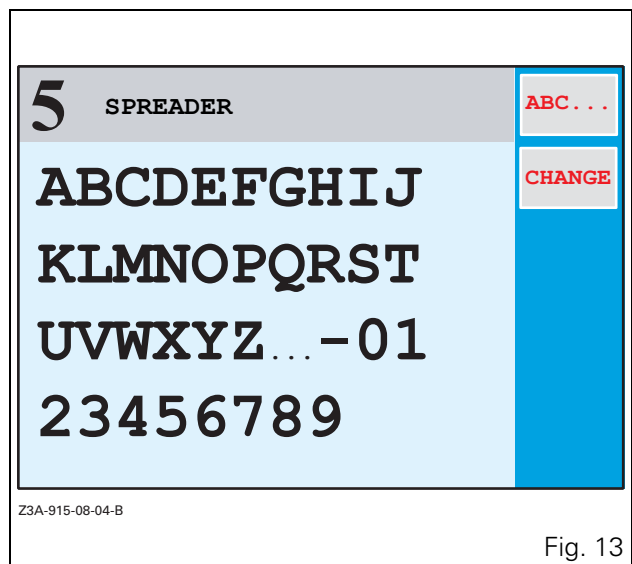 5 SPREADER
ABC...
CHANGE
ABCDEFGHIJ
KLMNOPQRST
UVWXYZ...-01
23456789
Z3A-915-08-04-B
Fig. 13